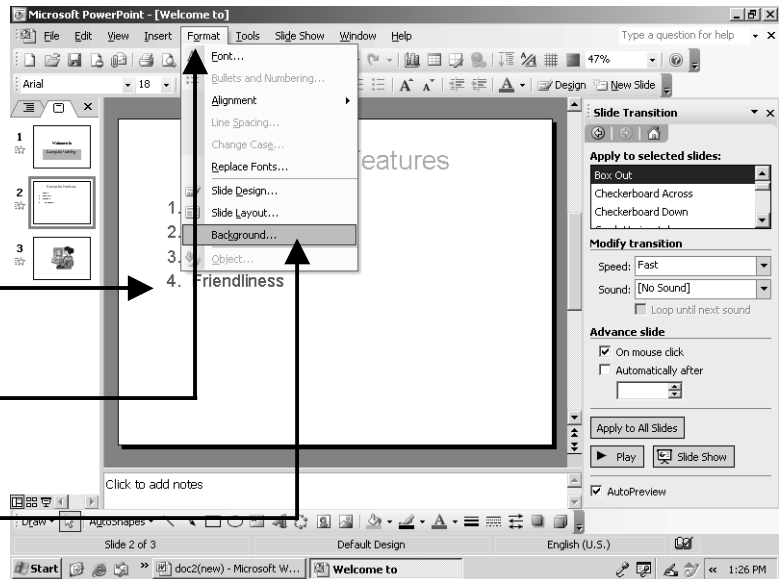 Microsoft PowerPoint - [Welcome to]
File Edit View Insert Format Tools Slide Show Window Help Type a question for help
47%
Arial 18 Design New Slide
Font...
Bullets and Numbering...
Alignment
Line Spacing...
Change Case...
Replace Fonts...
Slide Design...
Slide Layout...
Background...
Object...
1
Welcome to
2
3
eatures
1.
2.
3.
4. Friendliness
Slide Transition
Apply to selected slides:
Box Out
Checkerboard Across
Checkerboard Down
Modify transition
Speed: Fast
Sound: [No Sound]
Loop until next sound
Advance slide
On mouse click
Automatically after
Apply to All Slides
Play Slide Show
AutoPreview
Click to add notes
Draw AutoShapes
Slide 2 of 3 Default Design English (U.S.)
Start doc2(new) - Microsoft W... Welcome to 1:26 PM